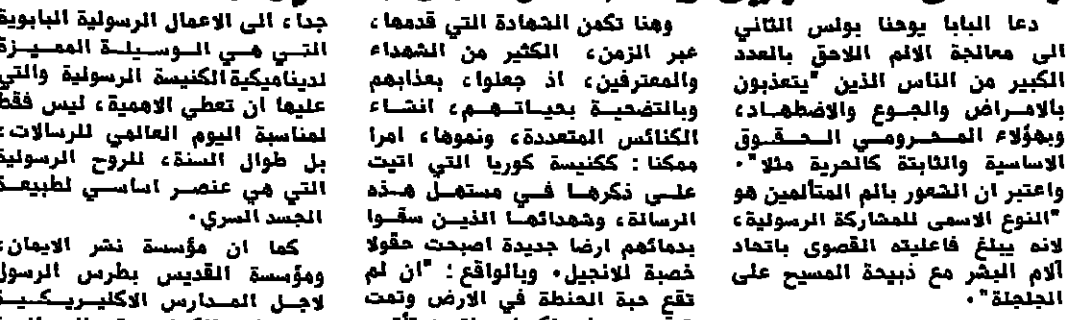 دعا البابا يوحنا بولس الثاني
الى معالجة الالم اللاحق بالعدد
الكبير من الناس الذين "يتعذبون
بالامراض والجوع والاضطهاد،
وبهؤلاء المحرومي الحقوق
الاساسية والثابتة كالحرية مثلا".
واعتبر ان الشعور بالم المتألمين هو
"النوع الاسمى للمشاركة الرسولية،
لانه يبلغ فاعليته القصوى باتحاد
آلام البشر مع ذبيحة المسيح على
الجلجلة".
وهنا تكمن الشهادة التي قدمها،
عبر الزمن، الكثير من الشهداء
والمعترفين، اذ جعلوا، بعذابهم
وبالتضحية بحياتهم، انشاء
الكنائس المتعددة، ونموها، امرا
ممكنا: ككنيسة كوريا التي اتيت
على ذكرها في مستهل هذه
الرسالة، وشهدائها الذين سقوا
بدمائهم ارضا جديدة اصبحت حقولا
خصبة للانجيل. وبالواقع: "ان لم
تقع حبة الحنطة في الارض وتمت
جدا، الى الاعمال الرسولية البابوية
التي هي الوسيلة المميزة
لديناميكية الكنيسة الرسولية والتي
عليها ان تعطي الاهمية، ليس فقط
لمناسبة اليوم العالمي للرسالات،
بل طوال السنة، للروح الرسولية
التي هي عنصر اساسي لطبيعة
الجسد السري.
كما ان مؤسسة نشر الايمان،
ومؤسسة القديس بطرس الرسول
لاجل المدارس الاكليريكية